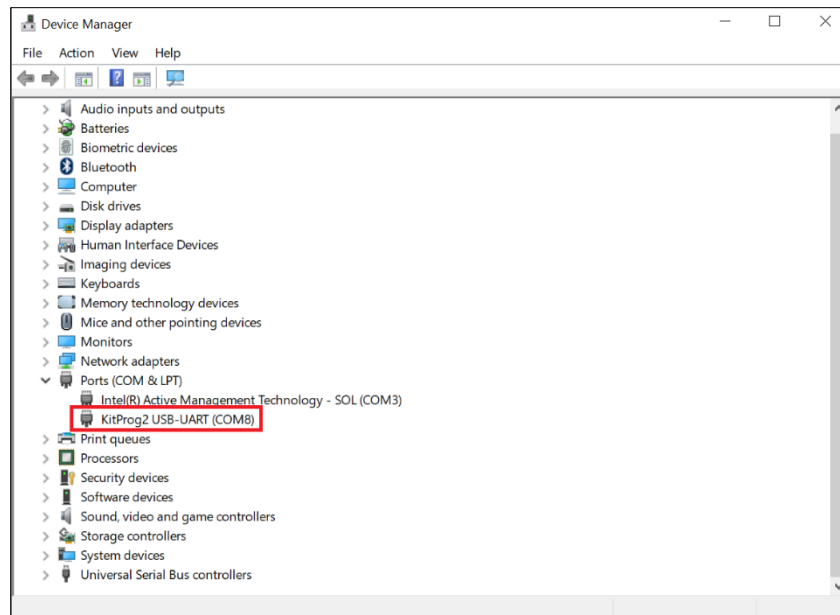 Device Manager
File Action View Help
Audio inputs and outputs
Batteries
Biometric devices
Bluetooth
Computer
Disk drives
Display adapters
Human Interface Devices
Imaging devices
Keyboards
Memory technology devices
Mice and other pointing devices
Monitors
Network adapters
Ports (COM & LPT)
Intel(R) Active Management Technology - SOL (COM3)
KitProg2 USB-UART (COM8)
Print queues
Processors
Security devices
Software devices
Sound, video and game controllers
Storage controllers
System devices
Universal Serial Bus controllers